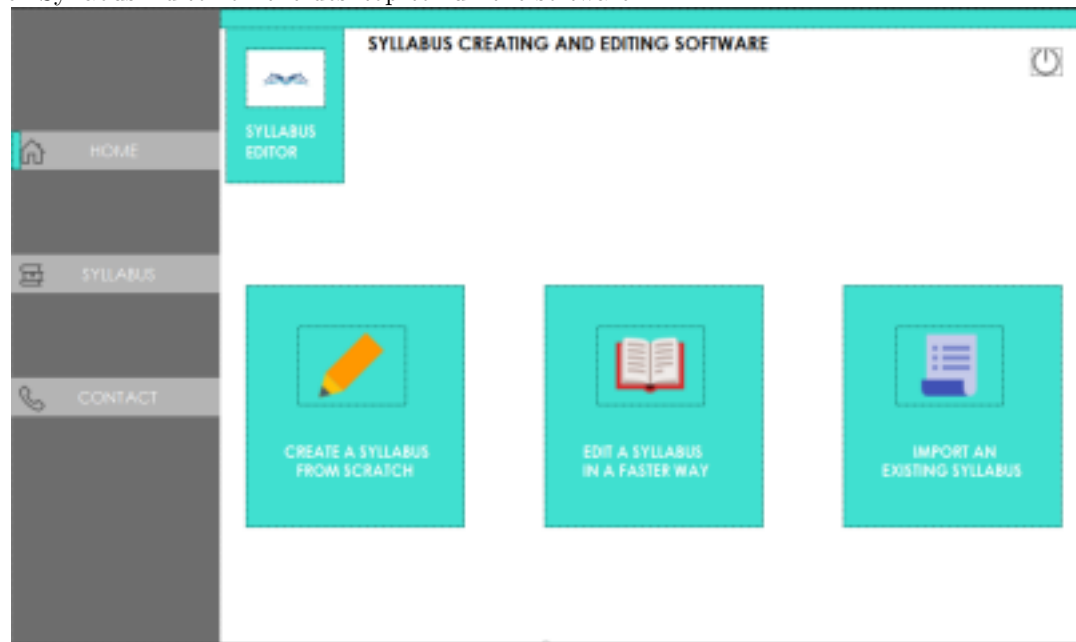 SYLLABUS CREATING AND EDITING SOFTWARE
SYLLABUS
EDITOR
HOME
SYLLABUS
CONTACT
CREATE A SYLLABUS
FROM SCRATCH
EDIT A SYLLABUS
IN A FASTER WAY
IMPORT AN
EXISTING SYLLABUS